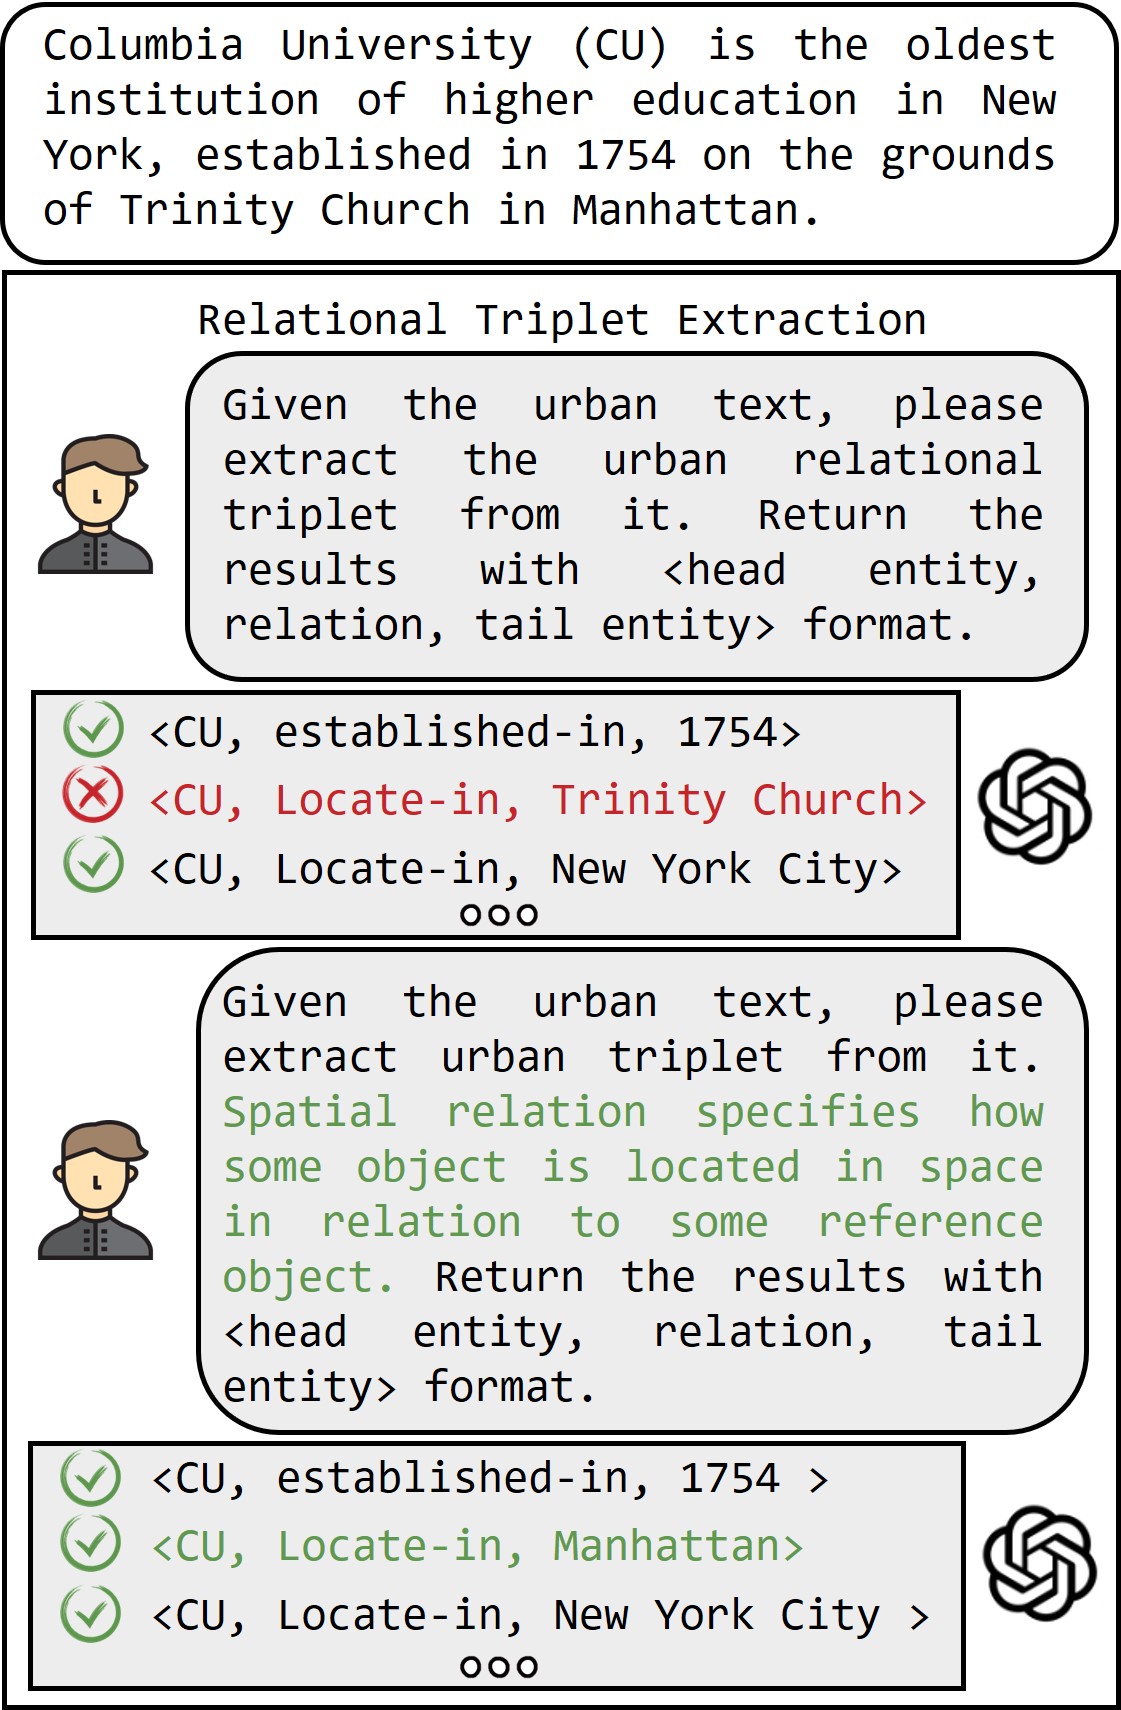 Columbia University (CU) is the oldest
institution of higher education in New
York, established in 1754 on the grounds
of Trinity Church in Manhattan.
Relational Triplet Extraction
Given the urban text, please
extract the urban relational
triplet from it. Return the
results with <head entity,
relation, tail entity> format.
<CU, established-in, 1754>
<CU, Locate-in, Trinity Church>
<CU, Locate-in, New York City>
Given the urban text, please
extract urban triplet from it.
Spatial relation specifies how
some object is located in space
in relation to some reference
object. Return the results with
<head entity, relation, tail
entity> format.
<CU, established-in, 1754 >
<CU, Locate-in, Manhattan>
<CU, Locate-in, New York City >